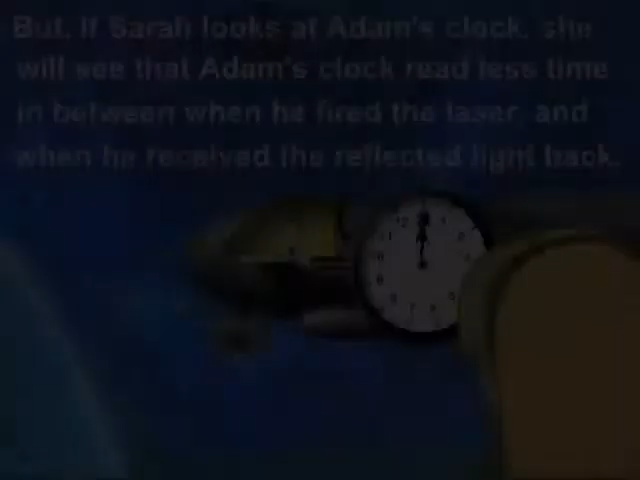 But, if Sarah looks at Adam's clock, she
will see that Adam's clock read less time
in between when he fired the laser, and
when he received the reflected light back.